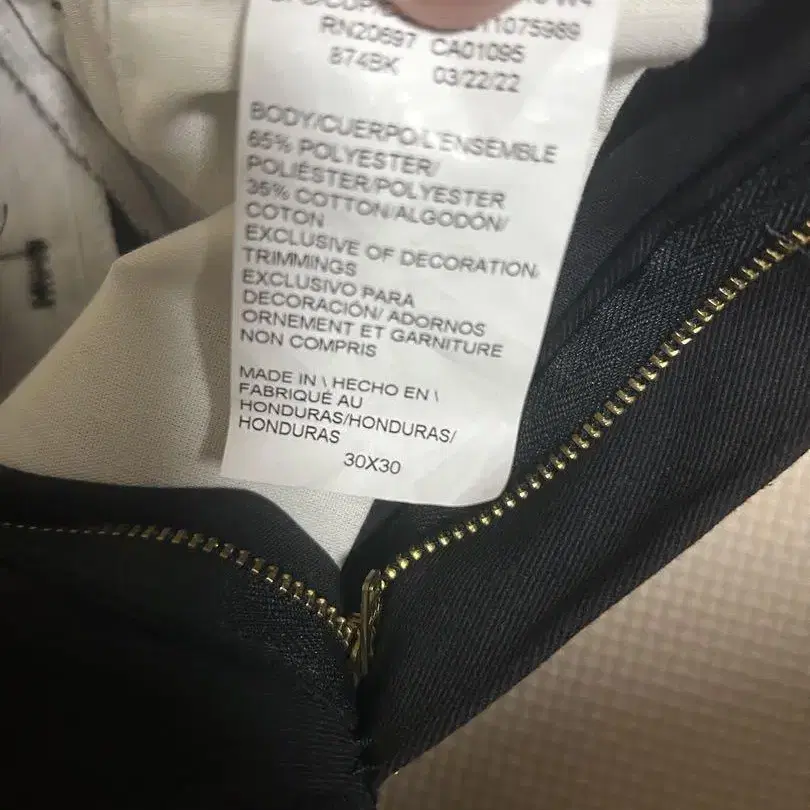 11075989
RN20697 CA01095
874BK 03/22/22
BODY/CUERPO/L'ENSEMBLE
65% POLYESTER/
POLIÉSTER/POLYESTER
35% COTTON/ALGODÓN/
COTON
EXCLUSIVE OF DECORATION
TRIMMINGS
EXCLUSIVO PARA
DECORACIÓN/ ADORNOS
ORNEMENT ET GARNITURE
NON COMPRIS
MADE IN \ HECHO EN \
FABRIQUÉ AU
HONDURAS/HONDURAS/
HONDURAS
30X30